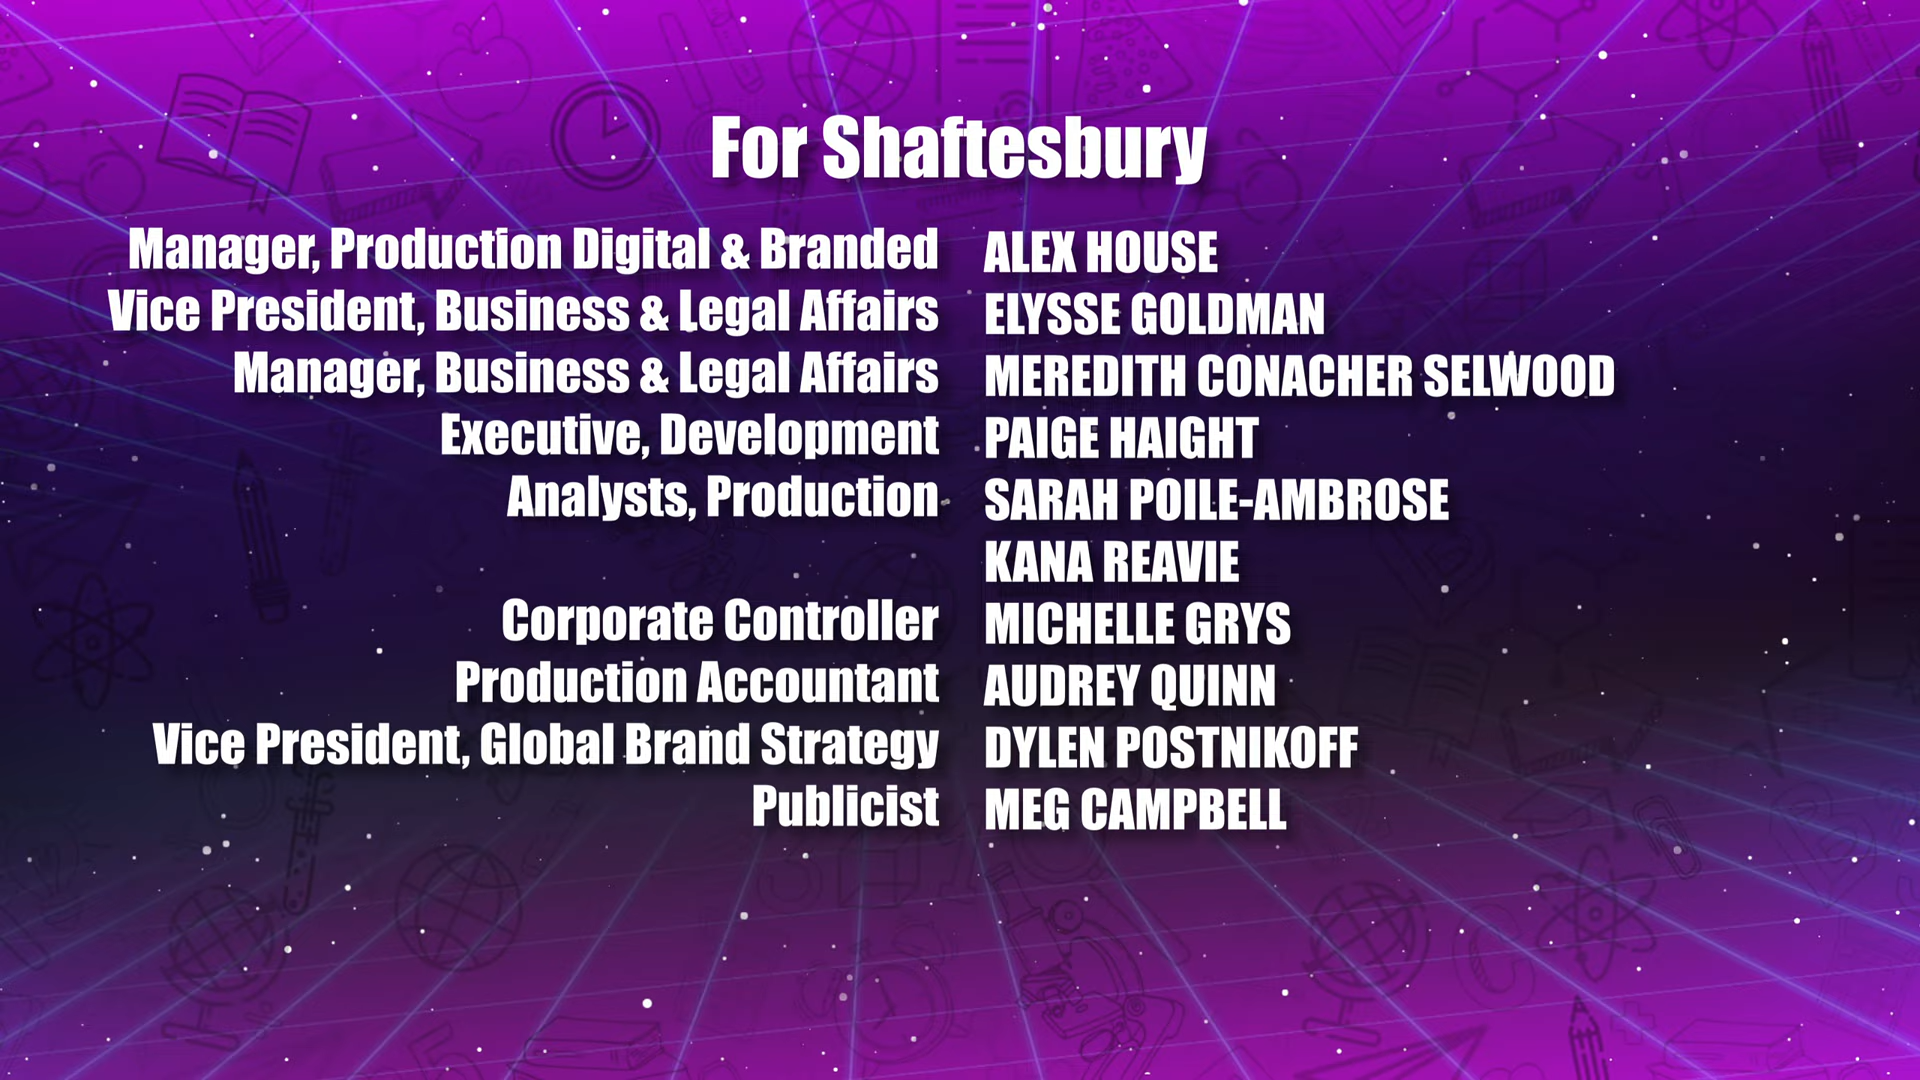 For Shaftesbury
Manager, Production Digital & Branded ALEX HOUSE
Vice President, Business & Legal Affairs ELYSSE GOLDMAN
Manager, Business & Legal Affairs MEREDITH CONACHER SELWOOD
Executive, Development PAIGE HAIGHT
Analysts, Production SARAH POILE-AMBROSE
KANA REAVIE
Corporate Controller MICHELLE GRYS
Production Accountant AUDREY QUINN
Vice President, Global Brand Strategy DYLEN POSTNIKOFF
Publicist MEG CAMPBELL